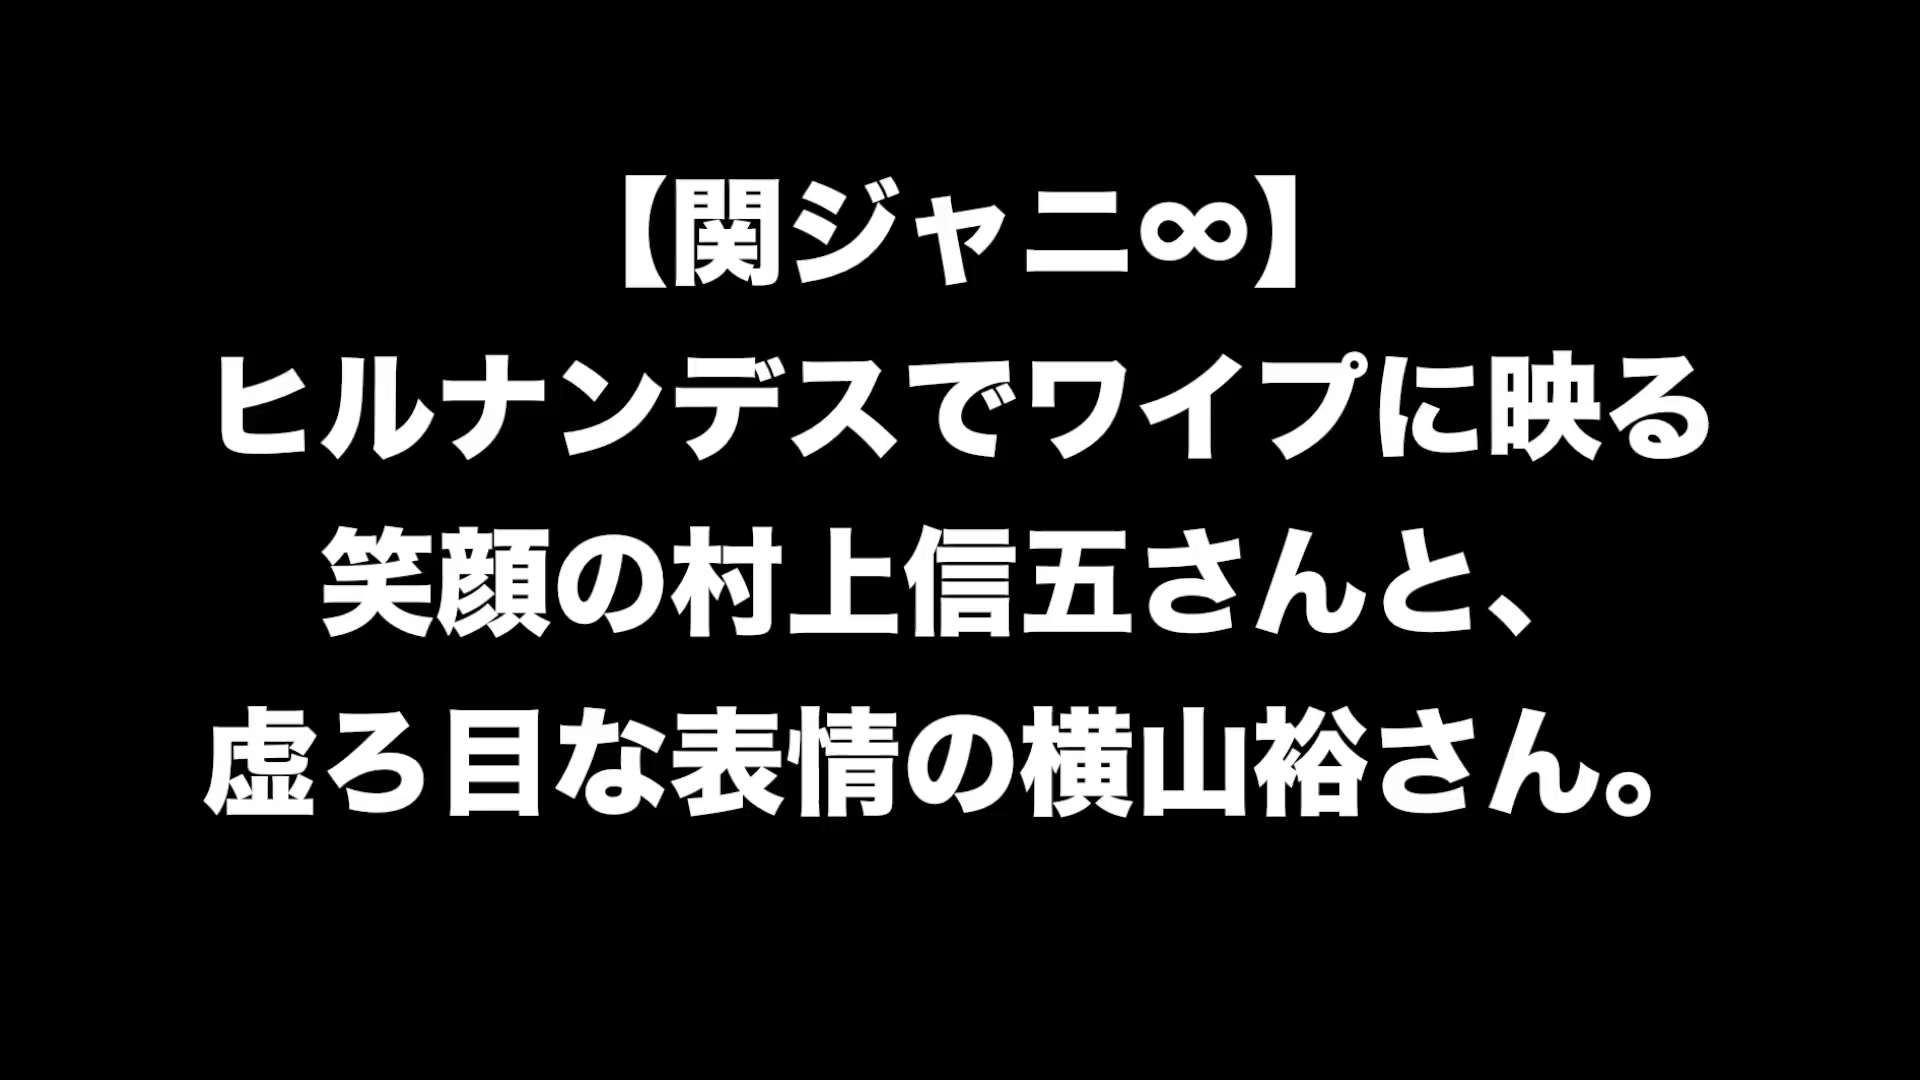 【関ジャニ∞】
ヒルナンデスでワイプに映る
笑顔の村上信五さんと、
虚ろ目な表情の横山裕さん。